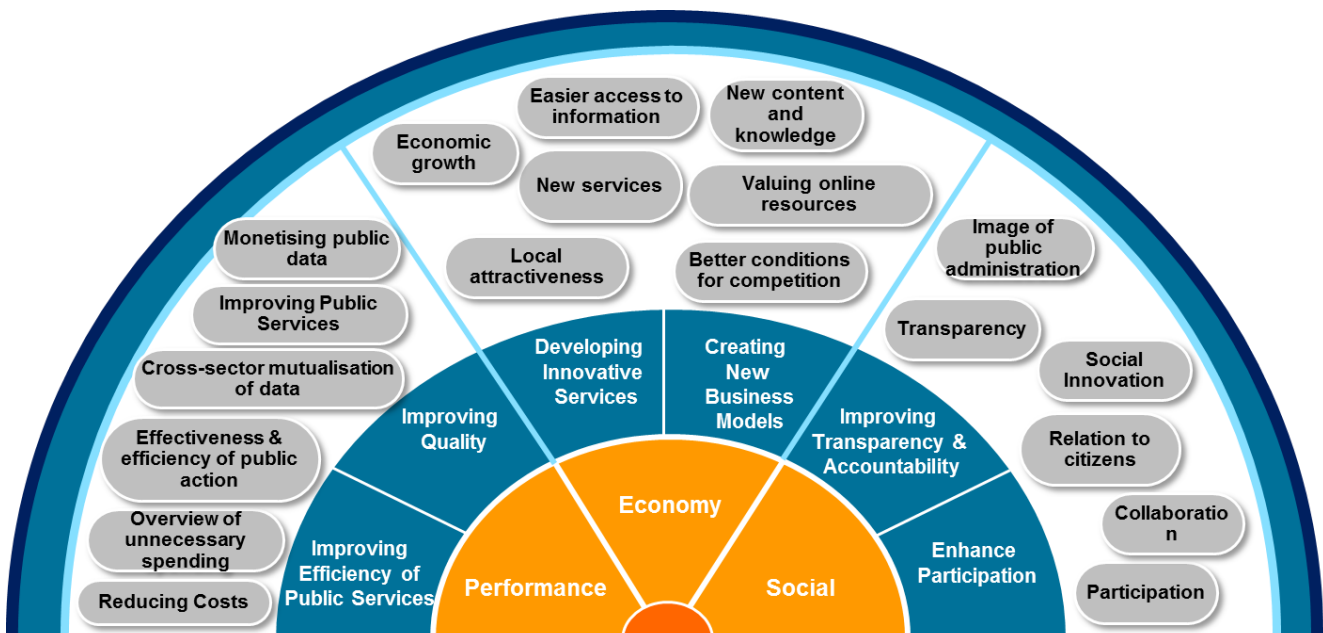 Easier access to
information
New content
and
knowledge
Economic
growth
New services
Valuing online
resources
Local
attractiveness
Better conditions
for competition
Monetising public
data
Improving Public
Services
Cross-sector mutualisation
of data
Effectiveness &
efficiency of public
action
Overview of
unnecessary
spending
Reducing Costs
Image of
public
administration
Transparency
Social
Innovation
Relation to
citizens
Collaboratio
n
Participation
Improving
Efficiency of
Public Services
Improving
Quality
Developing
Innovative
Services
Creating
New
Business
Models
Improving
Transparency &
Accountability
Enhance
Participation
Performance
Economy
Social